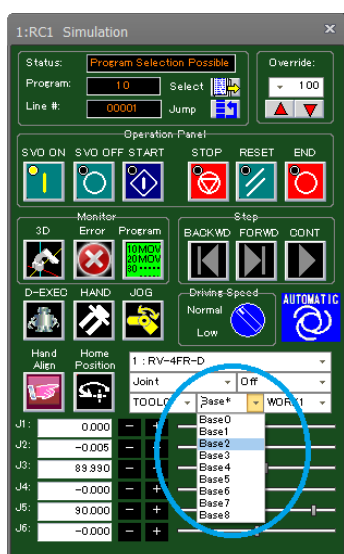 1:RC1 Simulation
×
Status: Program Selection Possible Override:
Program: 10 Select 100
Line #: 00001 Jump
Operation Panel
SVO ON SVO OFF START STOP RESET END
Monitor Step
3D Error Program BACKWD FORWD CONT
10MOV
20MOV
30
D-EXEC HAND JOG Driving Speed AUTOMATIC
Normal
Low
Hand Align Home Position 1 : RV-4FR-D
Joint Off
Base* WORK1
Base0
Base1
Base2
Base3
Base4
Base5
Base6
Base7
Base8
J1: 0.000 - +
J2: -0.005 - +
J3: 89.990 - +
J4: -0.000 - +
J5: 90.000 - +
J6: -0.000 - +